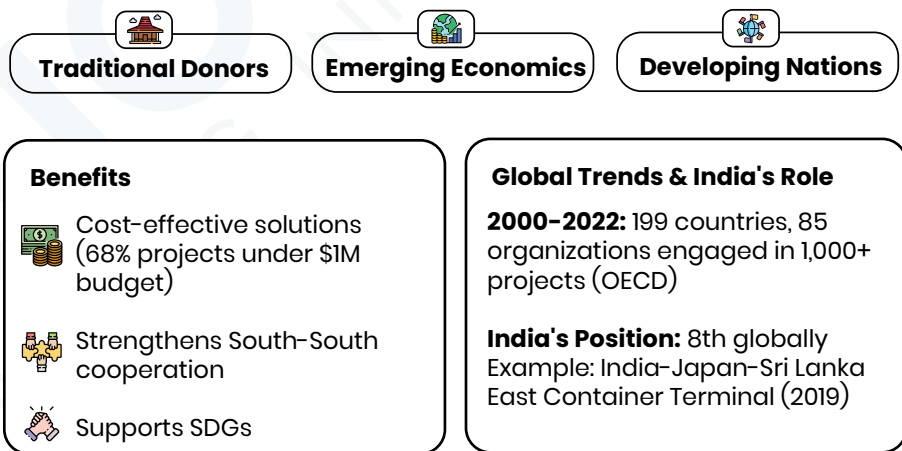 Traditional Donors
Emerging Economics
Developing Nations
Benefits
Cost-effective solutions
(68% projects under $1M
budget)
Strengthens South-South
cooperation
Supports SDGs
Global Trends & India's Role
2000-2022: 199 countries, 85
organizations engaged in 1,000+
projects (OECD)
India's Position: 8th globally
Example: India-Japan-Sri Lanka
East Container Terminal (2019)